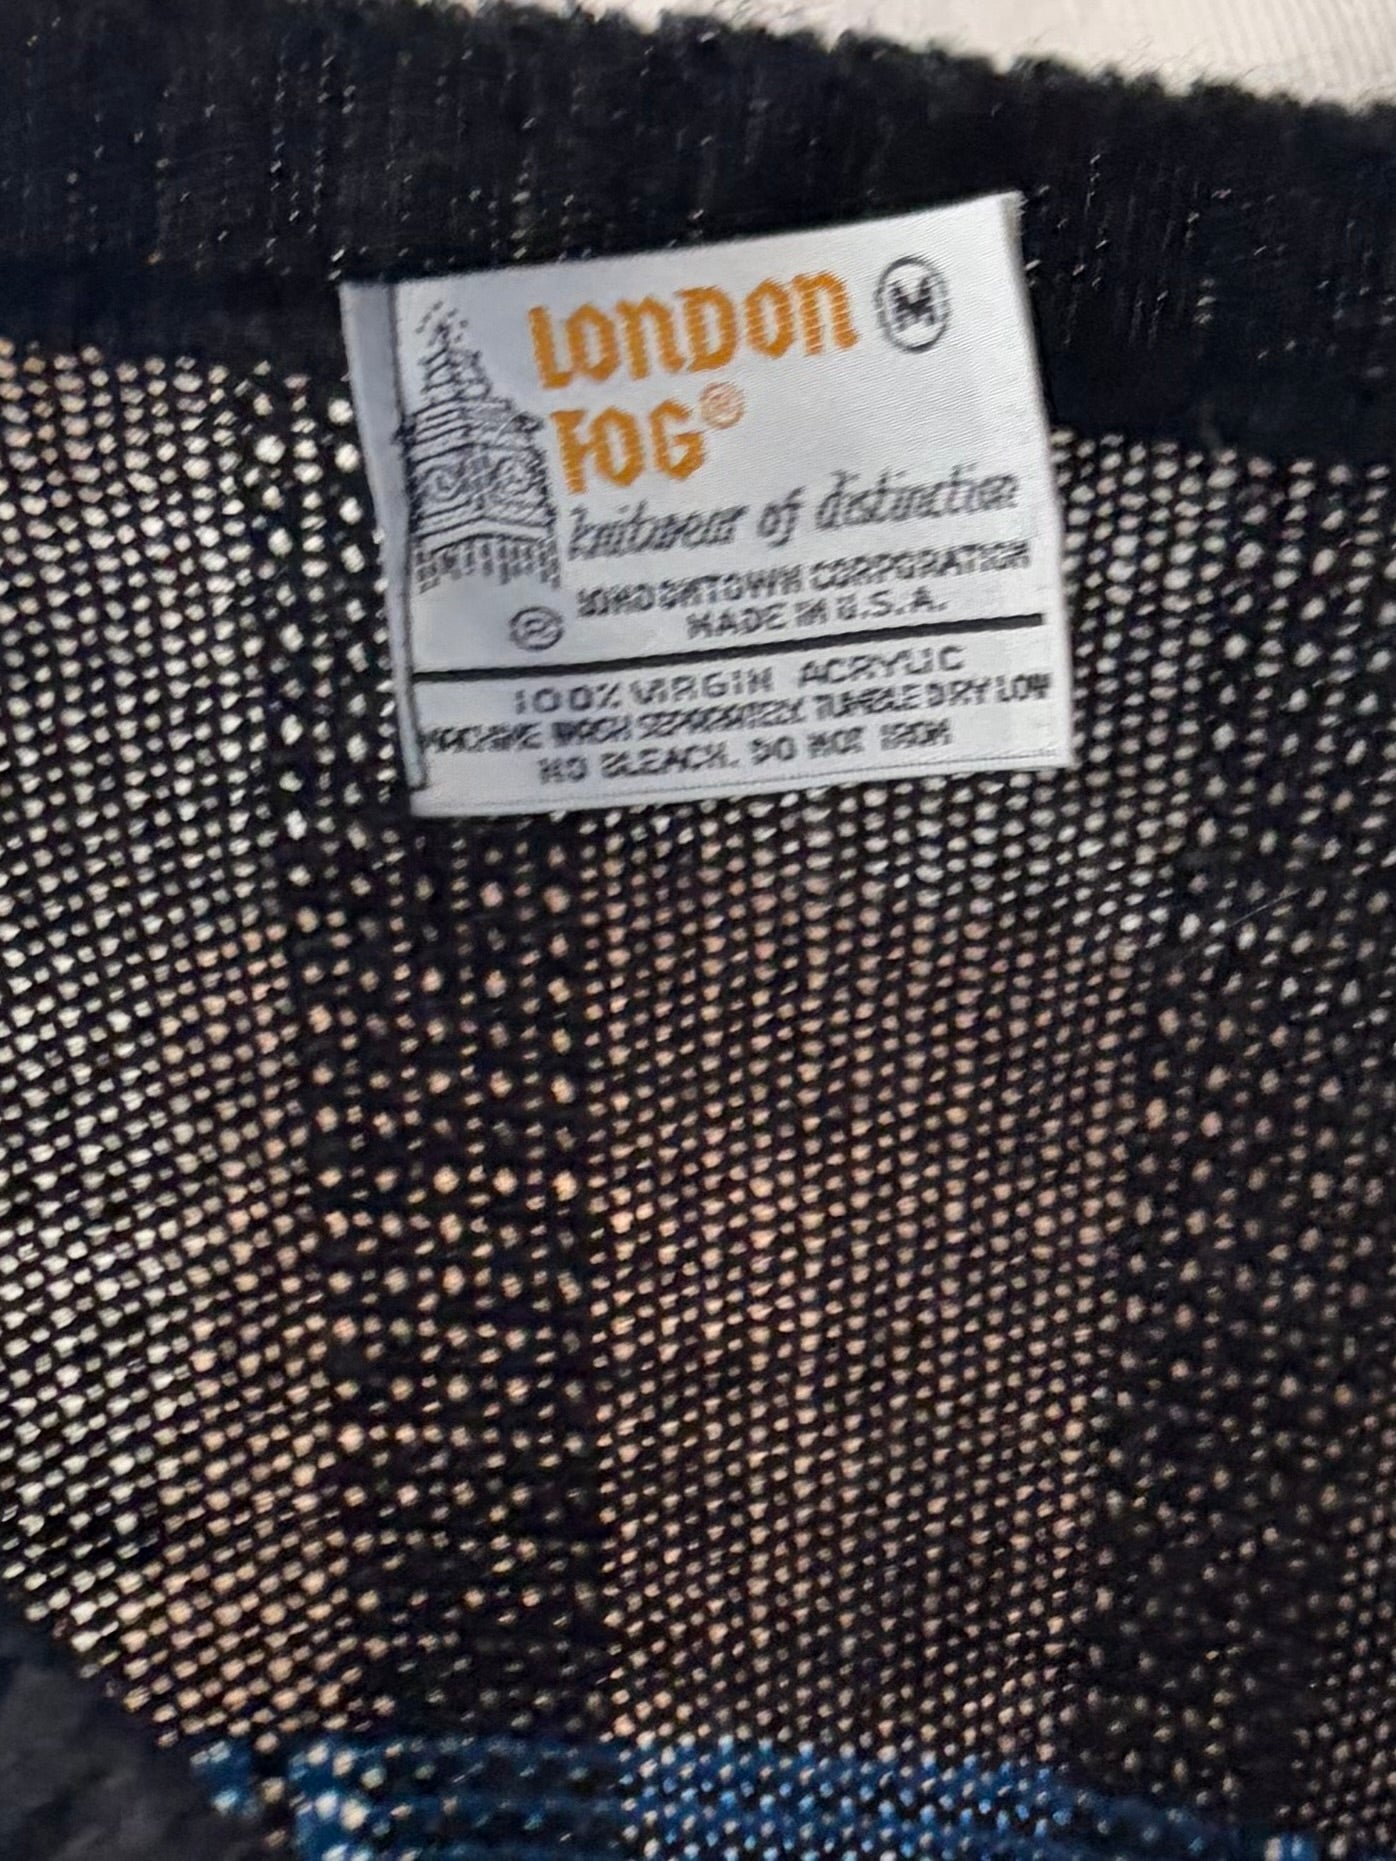 LONDON M
FOG®
knitwear of distinction
LONDONTOWN CORPORATION
® MADE IN U.S.A.
100% VIRGIN ACRYLIC
MACHINE WASH SEPARATELY. TUMBLE DRY LOW
NO BLEACH. DO NOT IRON